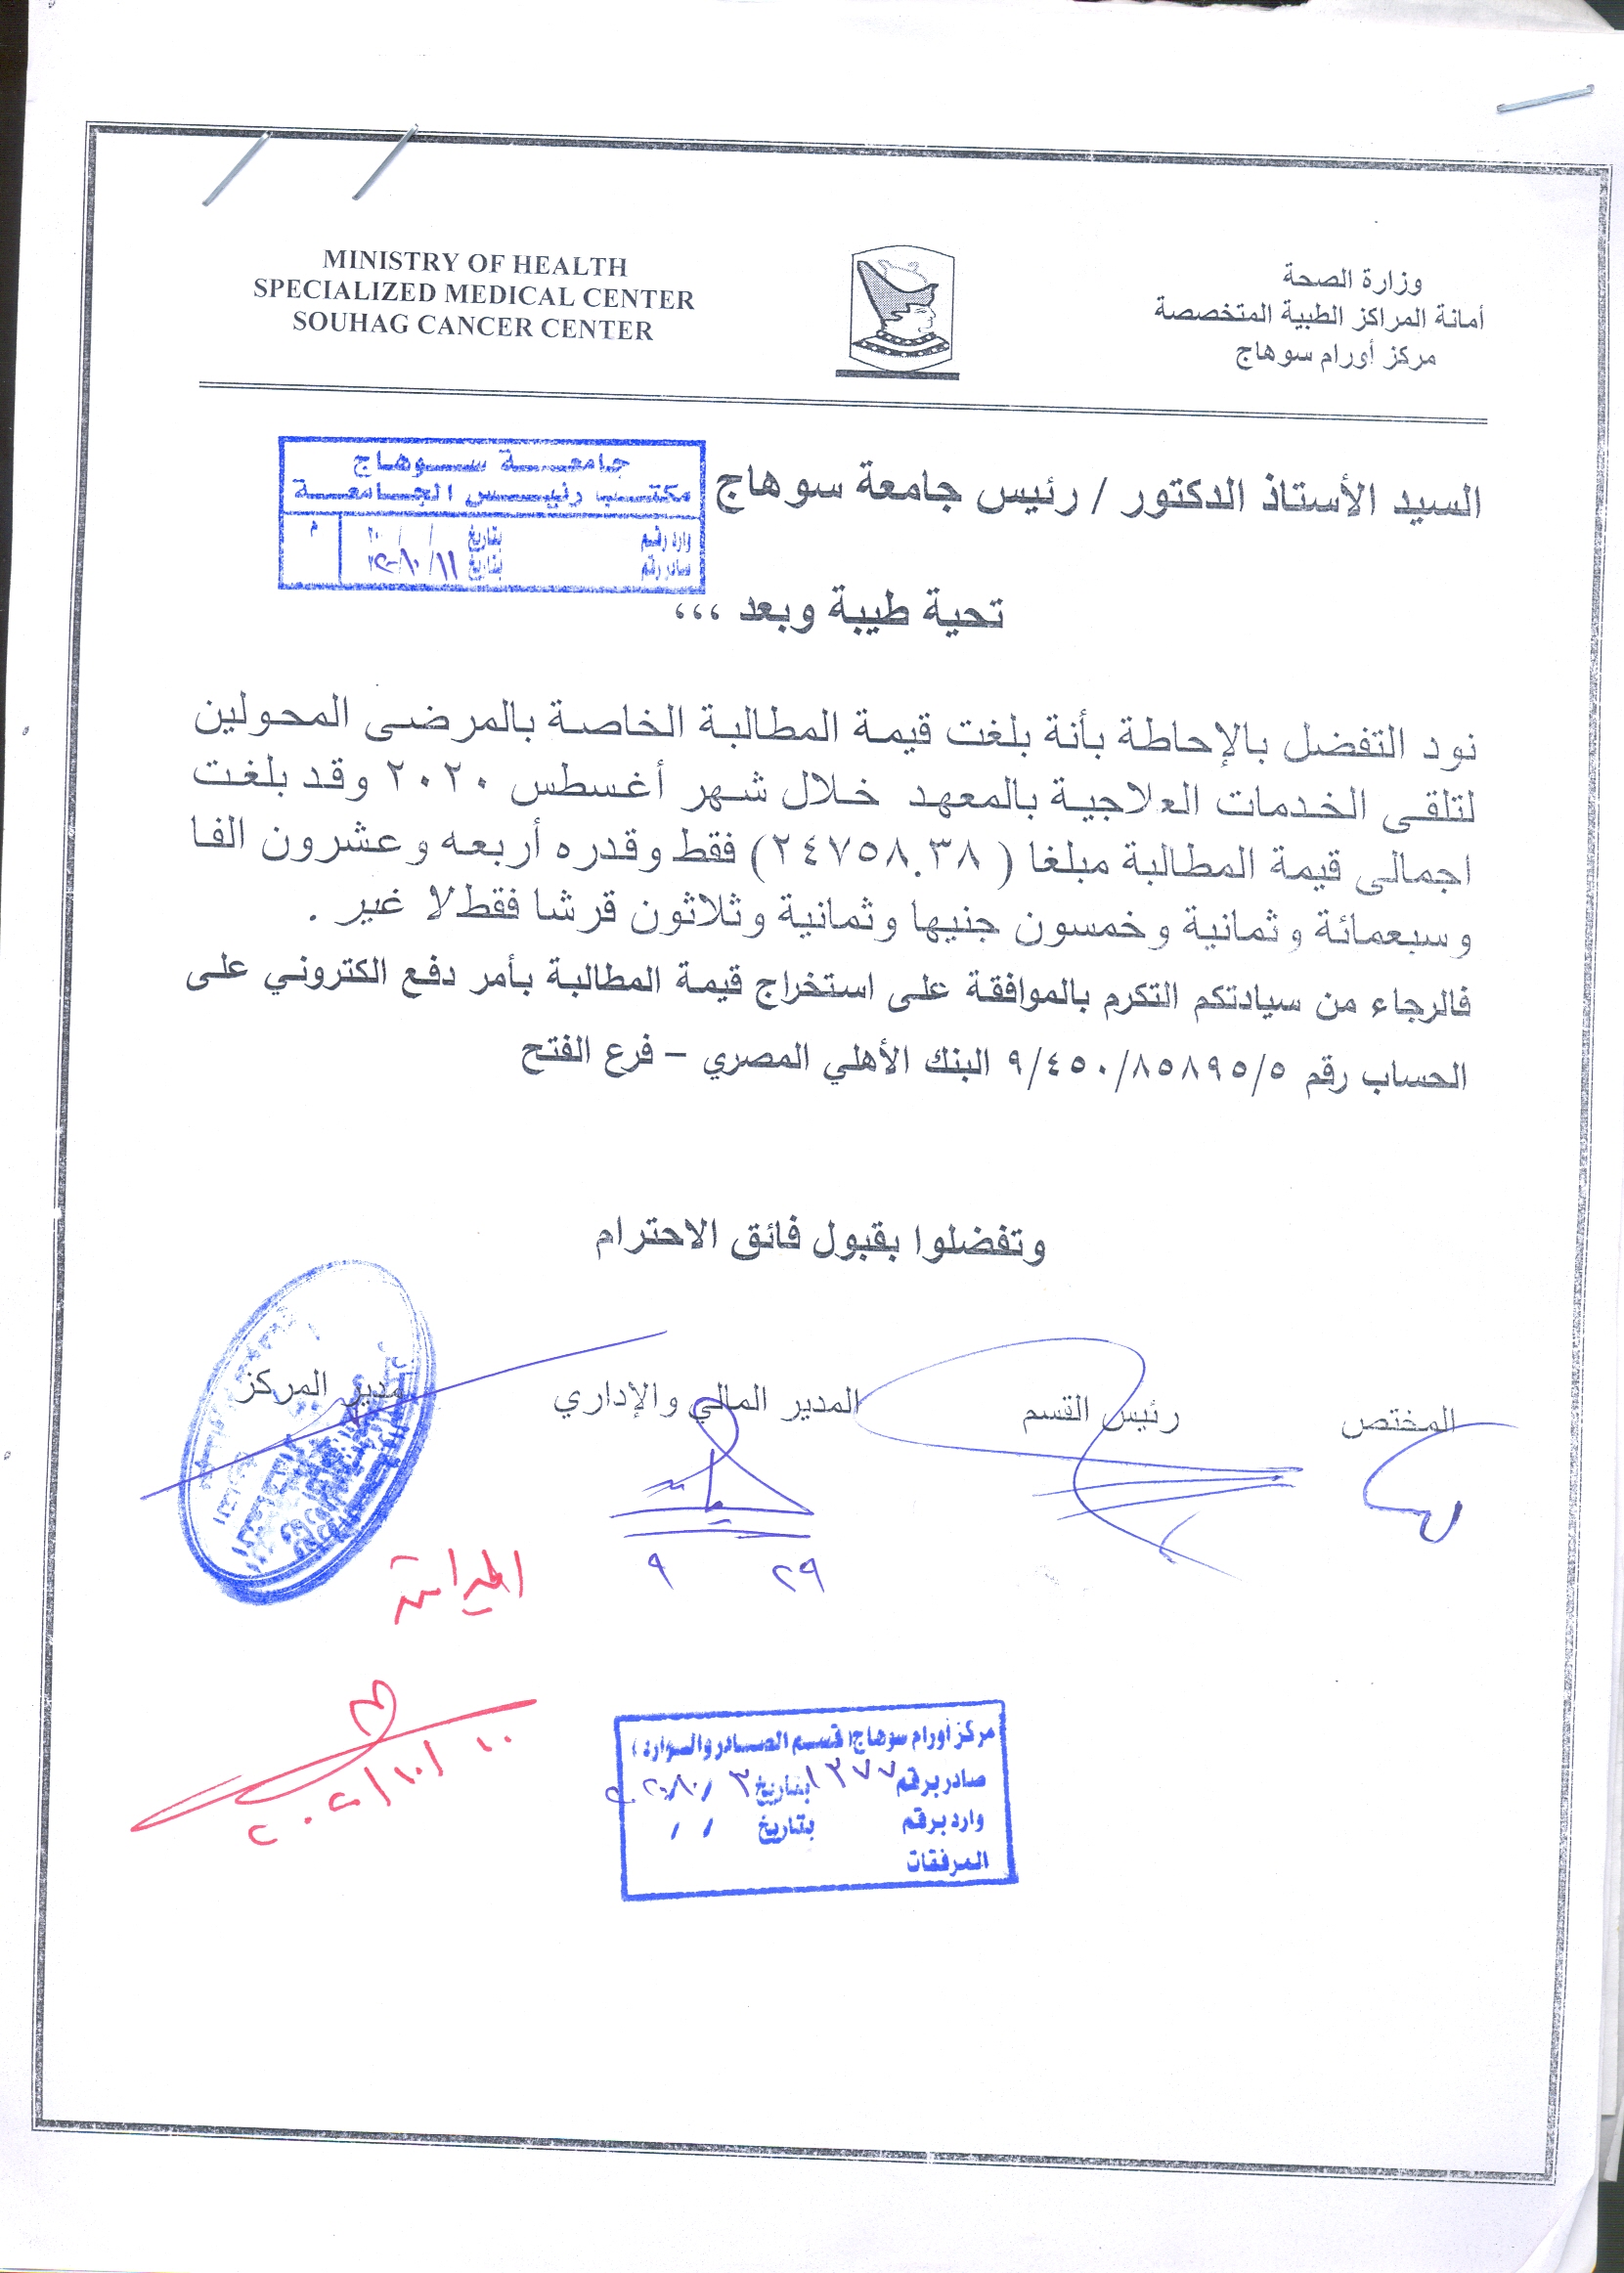 MINISTRY OF HEALTH
SPECIALIZED MEDICAL CENTER
SOUHAG CANCER CENTER
وزارة الصحة
أمانة المراكز الطبية المتخصصة
مركز أورام سوهاج
السيد الأستاذ الدكتور / رئيس جامعة سوهاج
جامعة سوهاج
مكتب رئيس الجامعة
وارد رقم بتاريخ / / ٢٠ م
صادر رقم بتاريخ ١١/١٠/
تحية طيبة وبعد ،،،
نود التفضل بالإحاطة بأنة بلغت قيمة المطالبة الخاصة بالمرضى المحولين
لتلقى الخدمات العلاجية بالمعهد خلال شهر أغسطس ٢٠٢٠ وقد بلغت
اجمالى قيمة المطالبة مبلغا ( ٢٤٧٥٨.٣٨) فقط وقدره أربعه وعشرون الفا
وسبعمائة وثمانية وخمسون جنيها وثمانية وثلاثون قرشا فقط لا غير .
فالرجاء من سيادتكم التكرم بالموافقة على استخراج قيمة المطالبة بأمر دفع الكتروني على
الحساب رقم ٩/٤٥٠/٨٥٨٩٥/٥ البنك الأهلي المصري – فرع الفتح
وتفضلوا بقبول فائق الاحترام
المختص رئيس القسم المدير المالي والإداري مدير المركز
٢٩ ٩
الميزانية
٢٠٢٠/١٠/١٠
مركز أورام سوهاج ( قسم الصادر والوارد )
صادر برقم ١٣٧٧ بتاريخ ٣ /١٠/ ٢٠٢٠
وارد برقم بتاريخ / /
المرفقات